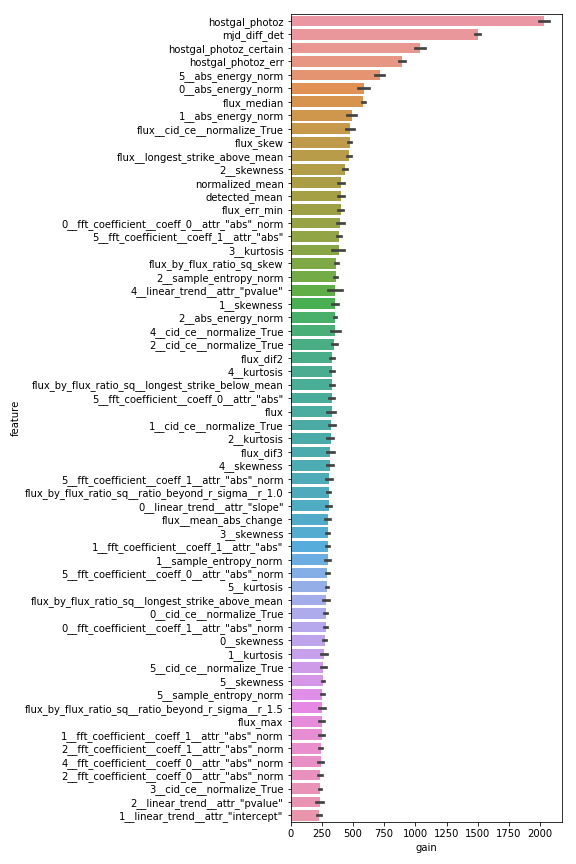 hostgal_photoz
mjd_diff_det
hostgal_photoz_certain
hostgal_photoz_err
5__abs_energy_norm
0__abs_energy_norm
flux_median
1__abs_energy_norm
flux__cid_ce__normalize_True
flux_skew
flux__longest_strike_above_mean
2__skewness
normalized_mean
detected_mean
flux_err_min
0__fft_coefficient__coeff_0__attr_"abs"_norm
5__fft_coefficient__coeff_1__attr_"abs"
3__kurtosis
flux_by_flux_ratio_sq_skew
2__sample_entropy_norm
4__linear_trend__attr_"pvalue"
1__skewness
2__abs_energy_norm
4__cid_ce__normalize_True
2__cid_ce__normalize_True
flux_dif2
4__kurtosis
flux_by_flux_ratio_sq__longest_strike_below_mean
5__fft_coefficient__coeff_0__attr_"abs"
flux
1__cid_ce__normalize_True
2__kurtosis
flux_dif3
4__skewness
5__fft_coefficient__coeff_1__attr_"abs"_norm
flux_by_flux_ratio_sq__ratio_beyond_r_sigma__r_1.0
0__linear_trend__attr_"slope"
flux__mean_abs_change
3__skewness
1__fft_coefficient__coeff_1__attr_"abs"
1__sample_entropy_norm
5__fft_coefficient__coeff_0__attr_"abs"_norm
5__kurtosis
flux_by_flux_ratio_sq__longest_strike_above_mean
0__cid_ce__normalize_True
0__fft_coefficient__coeff_1__attr_"abs"_norm
0__skewness
1__kurtosis
5__cid_ce__normalize_True
5__skewness
5__sample_entropy_norm
flux_by_flux_ratio_sq__ratio_beyond_r_sigma__r_1.5
flux_max
1__fft_coefficient__coeff_1__attr_"abs"_norm
2__fft_coefficient__coeff_1__attr_"abs"_norm
4__fft_coefficient__coeff_0__attr_"abs"_norm
2__fft_coefficient__coeff_0__attr_"abs"_norm
3__cid_ce__normalize_True
2__linear_trend__attr_"pvalue"
1__linear_trend__attr_"intercept"
feature
0 250 500 750 1000 1250 1500 1750 2000
gain